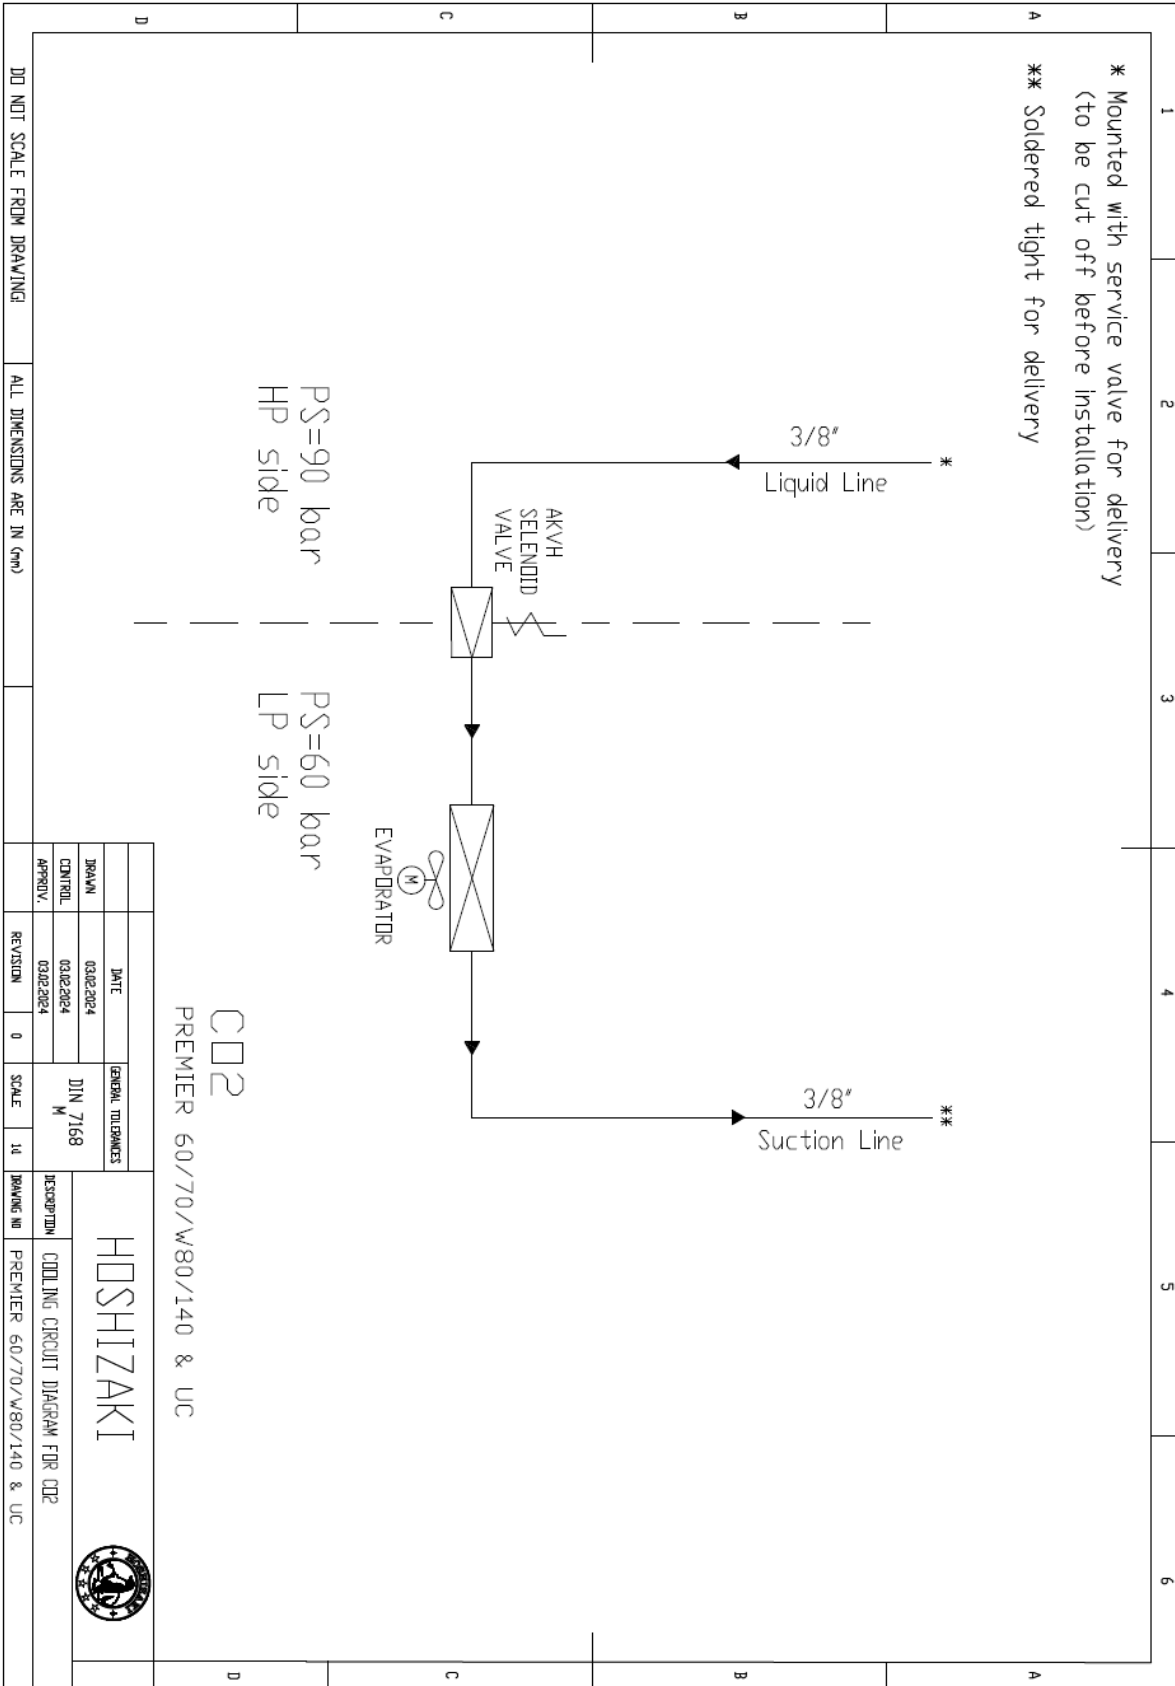 1
2
3
4
5
6
A
B
C
D
A
B
C
D
* Mounted with service valve for delivery
(to be cut off before installation)
** Soldered tight for delivery
*
3/8"
Liquid Line
**
3/8"
Suction Line
AKVH
SELENOID
VALVE
EVAPORATOR
M
PS=90 bar
HP side
PS=60 bar
LP side
CO2
PREMIER 60/70/W80/140 & UC
DATE
GENERAL TOLERANCES
DRAWN
03.02.2024
CONTROL
03.02.2024
APPROV.
03.02.2024
DIN 7168
M
HOSHIZAKI
HOSHIZAKI
DESCRIPTION
COOLING CIRCUIT DIAGRAM FOR CO2
DO NOT SCALE FROM DRAWING!
ALL DIMENSIONS ARE IN (mm)
REVISION
0
SCALE
1:1
DRAWING NO
PREMIER 60/70/W80/140 & UC